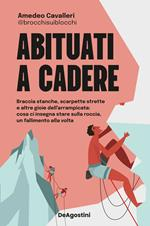 Amedeo Cavalleri
@brocchisuiblocchi
ABITUATI
A CADERE
Braccia stanche, scarpette strette
e altre gioie dell'arrampicata:
cosa ci insegna stare sulla roccia,
un fallimento alla volta
DeAGOSTINI